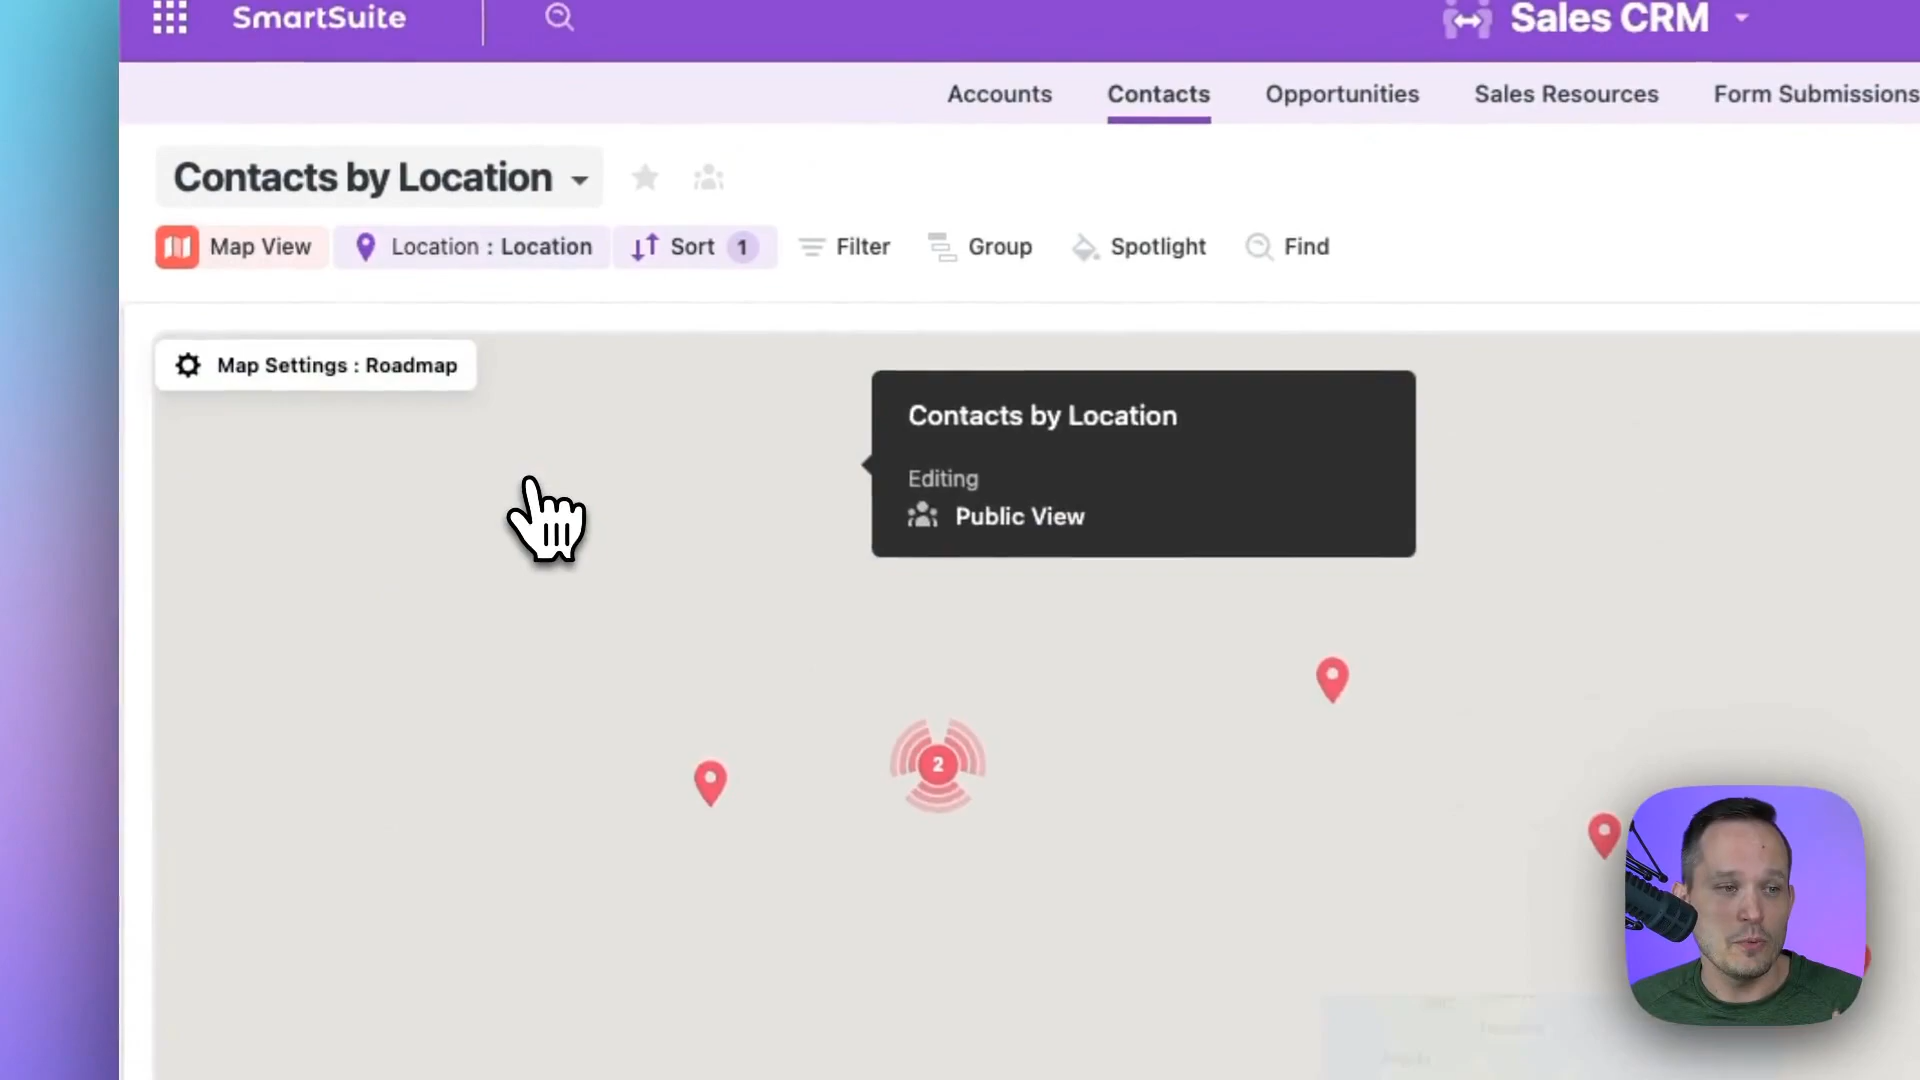 SmartSuite
Sales CRM
Accounts Contacts Opportunities Sales Resources Form Submissions
Contacts by Location
Map View Location : Location Sort 1 Filter Group Spotlight Find
Map Settings : Roadmap
Contacts by Location
Editing
Public View
2